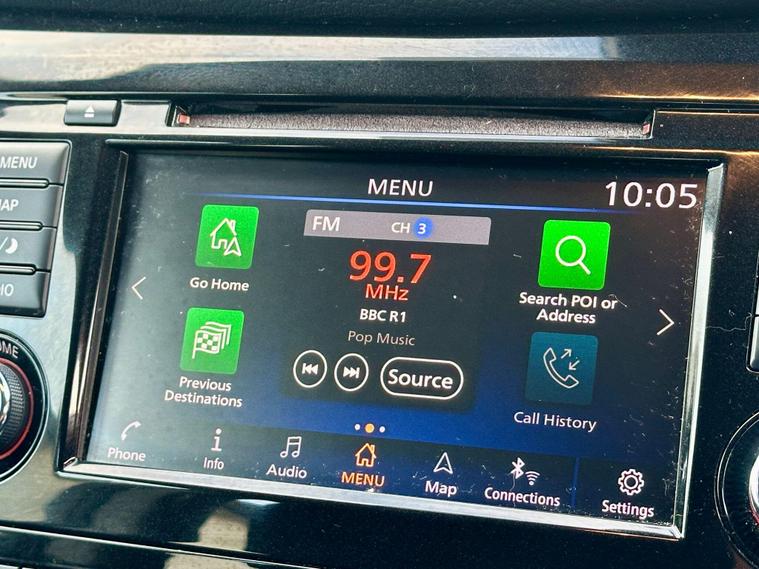 MENU
MENU
10:05
FM CH 3
99.7
MHz
BBC R1
Pop Music
Source
Go Home
Previous
Destinations
Search POI or
Address
Call History
Phone
Info
Audio
MENU
Map
Connections
Settings